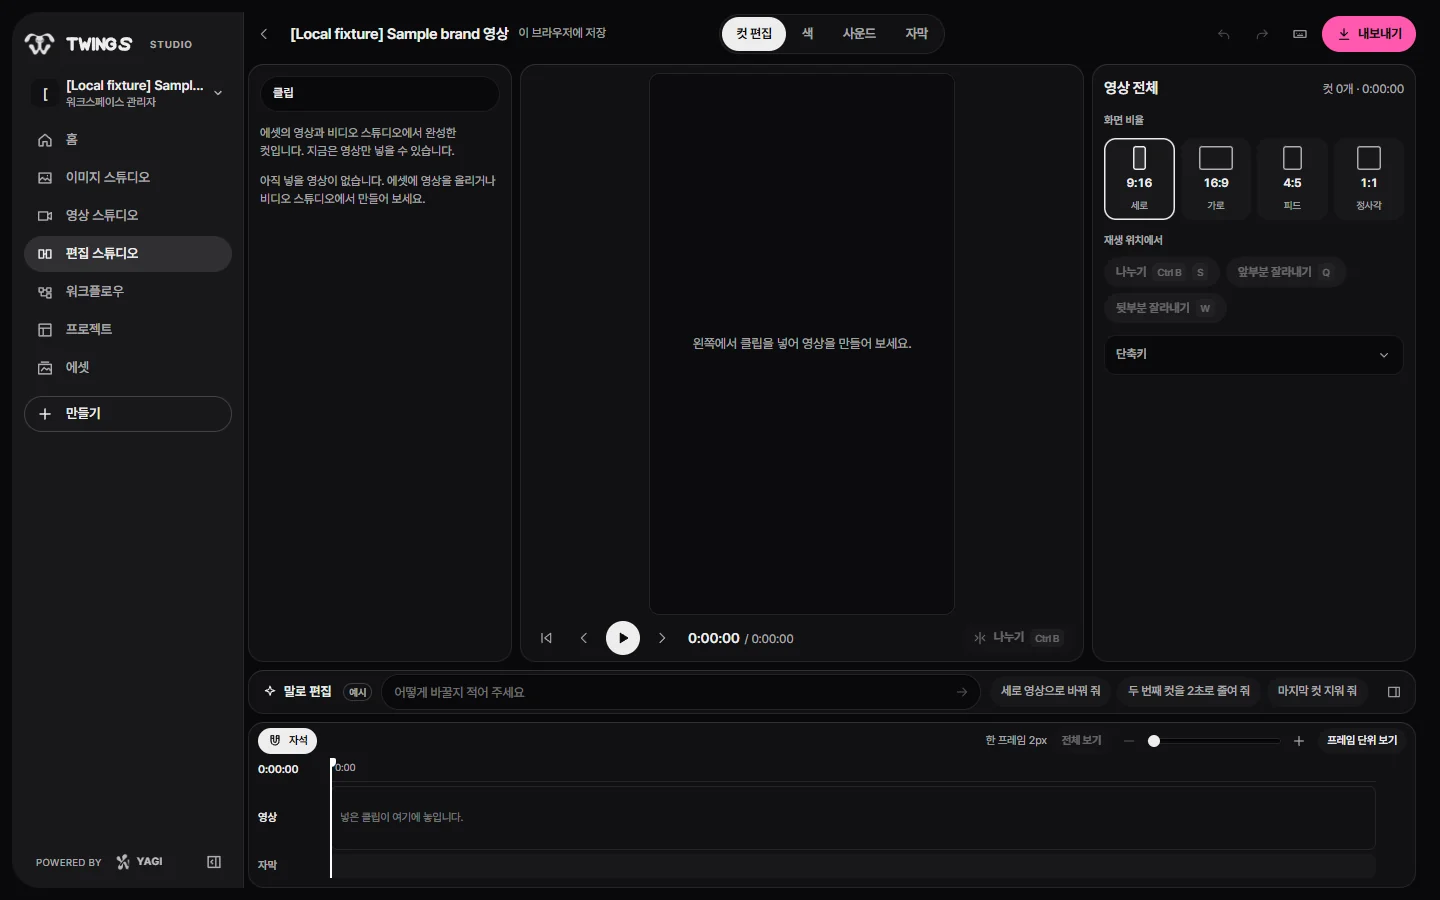 TWINGS STUDIO
[
[Local fixture] Sampl...
워크스페이스 관리자
홈
이미지 스튜디오
영상 스튜디오
편집 스튜디오
워크플로우
프로젝트
에셋
만들기
POWERED BY YAGI
[Local fixture] Sample brand 영상 이 브라우저에 저장
컷 편집 색 사운드 자막
내보내기
클립
에셋의 영상과 비디오 스튜디오에서 완성한
컷입니다. 지금은 영상만 넣을 수 있습니다.
아직 넣을 영상이 없습니다. 에셋에 영상을 올리거나
비디오 스튜디오에서 만들어 보세요.
왼쪽에서 클립을 넣어 영상을 만들어 보세요.
0:00:00 / 0:00:00
나누기 Ctrl B
영상 전체 컷 0개 · 0:00:00
화면 비율
9:16 16:9 4:5 1:1
세로 가로 피드 정사각
재생 위치에서
나누기 Ctrl B S 앞부분 잘라내기 Q
뒷부분 잘라내기 W
단축키
말로 편집 예시 어떻게 바꿀지 적어 주세요 세로 영상으로 바꿔 줘 두 번째 컷을 2초로 줄여 줘 마지막 컷 지워 줘
자석 한 프레임 2px 전체 보기 프레임 단위 보기
0:00:00 0:00
영상 넣은 클립이 여기에 놓입니다.
자막